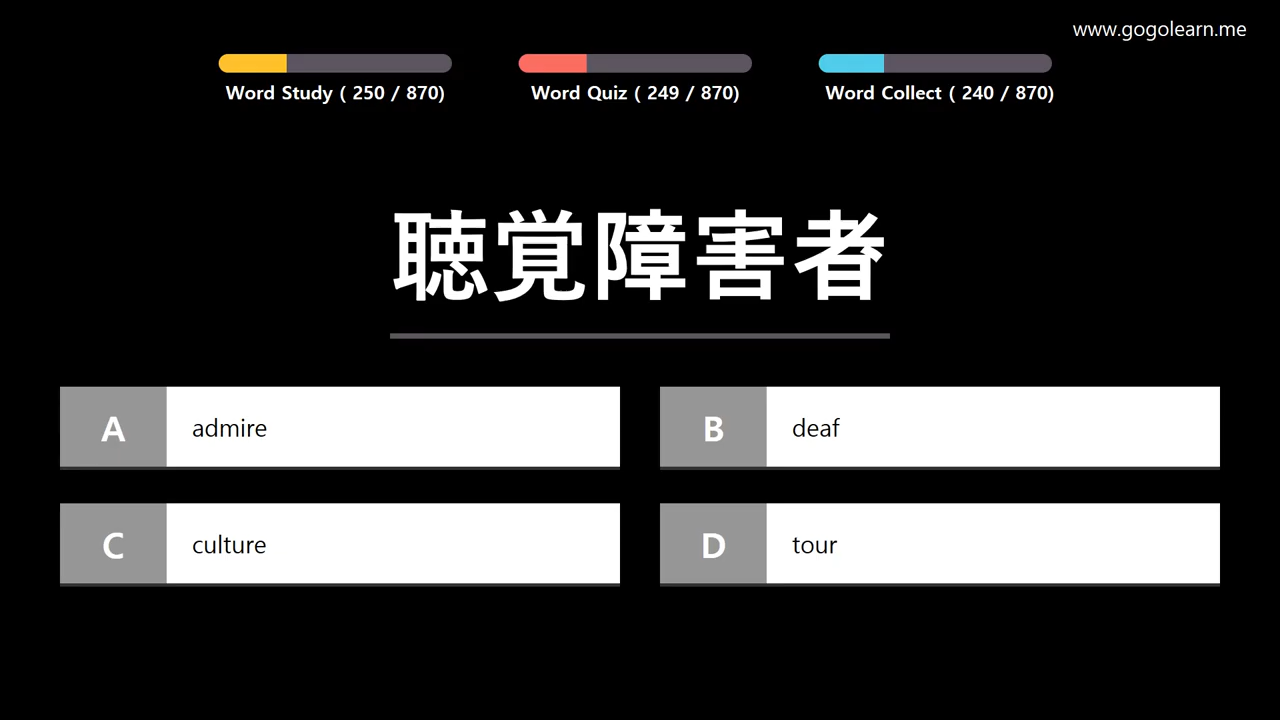 www.gogolearn.me
Word Study ( 250 / 870)
Word Quiz ( 249 / 870)
Word Collect ( 240 / 870)
聴覚障害者
A admire
B deaf
C culture
D tour